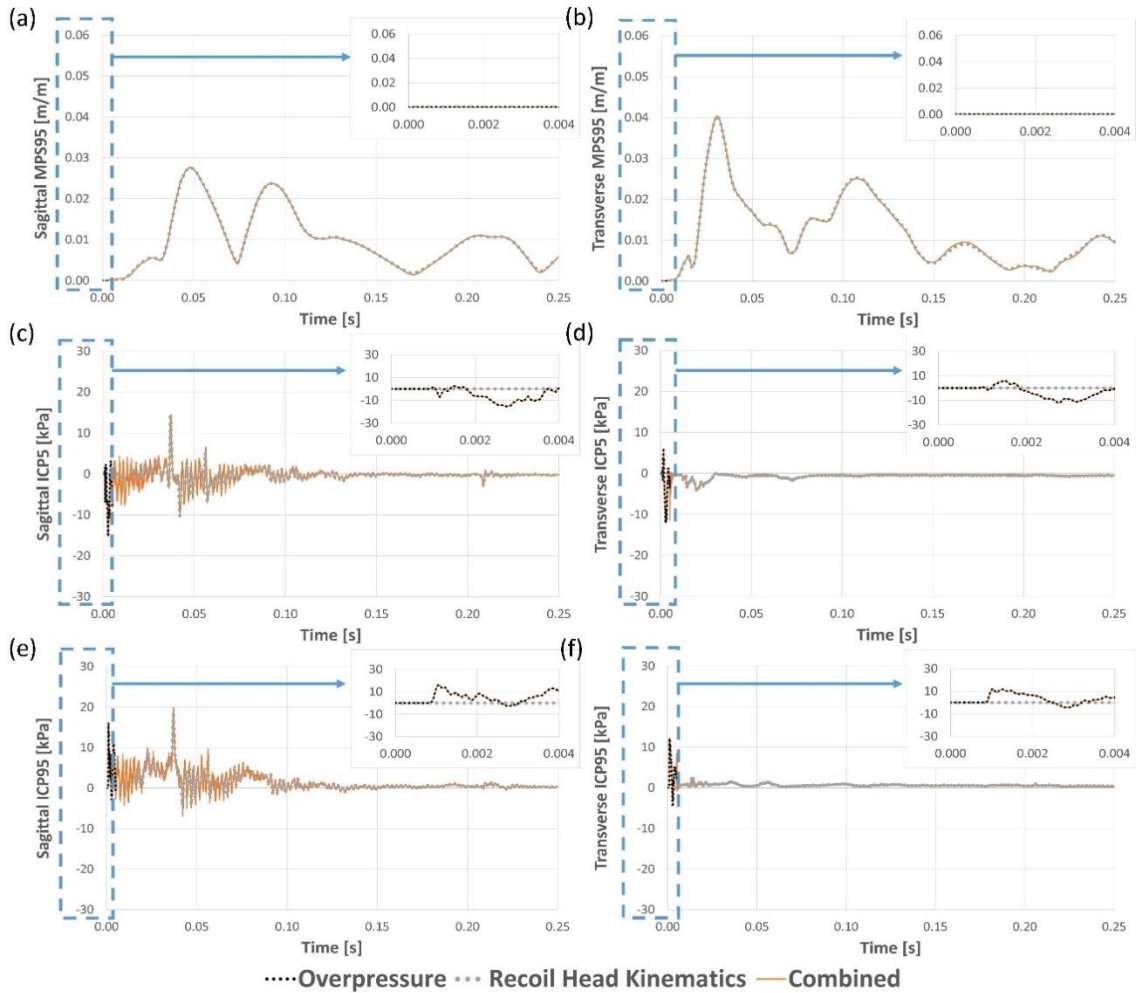 (a)
(b)
0.06
0.05
0.04
0.03
0.02
0.01
0.00
Sagittal MPS95 [m/m]
0.06
0.04
0.02
0.00
0.000 0.002 0.004
0.00 0.05 0.10 0.15 0.20 0.25
Time [s]
0.06
0.05
0.04
0.03
0.02
0.01
0.00
Transverse MPS95 [m/m]
0.06
0.04
0.02
0.00
0.000 0.002 0.004
0.00 0.05 0.10 0.15 0.20 0.25
Time [s]
(c)
(d)
30
20
10
0
-10
-20
-30
Sagittal ICP5 [kPa]
30
10
-10
-30
0.000 0.002 0.004
0.00 0.05 0.10 0.15 0.20 0.25
Time [s]
30
20
10
0
-10
-20
-30
Transverse ICP5 [kPa]
30
10
-10
-30
0.000 0.002 0.004
0.00 0.05 0.10 0.15 0.20 0.25
Time [s]
(e)
(f)
30
20
10
0
-10
-20
-30
Sagittal ICP95 [kPa]
30
10
-10
-30
0.000 0.002 0.004
0.00 0.05 0.10 0.15 0.20 0.25
Time [s]
30
20
10
0
-10
-20
-30
Transverse ICP95 [kPa]
30
10
-10
-30
0.000 0.002 0.004
0.00 0.05 0.10 0.15 0.20 0.25
Time [s]
Overpressure Recoil Head Kinematics Combined